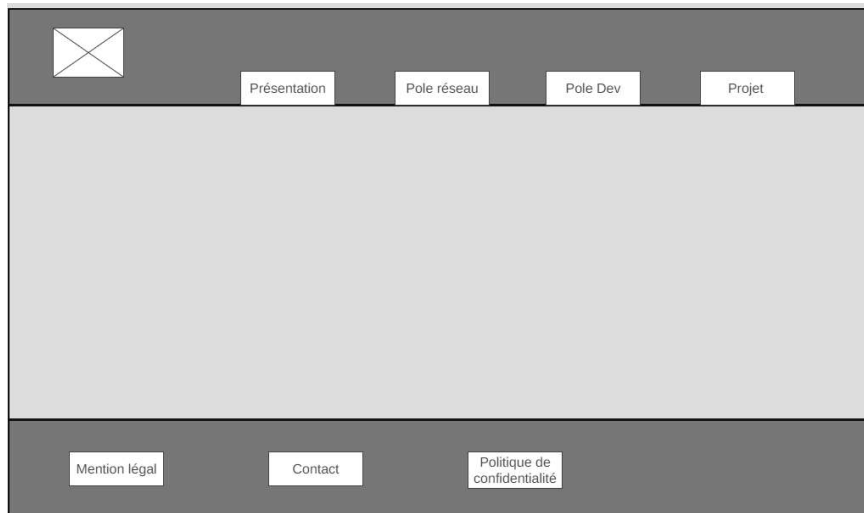 Présentation
Pole réseau
Pole Dev
Projet
Mention légal
Contact
Politique de
confidentialité